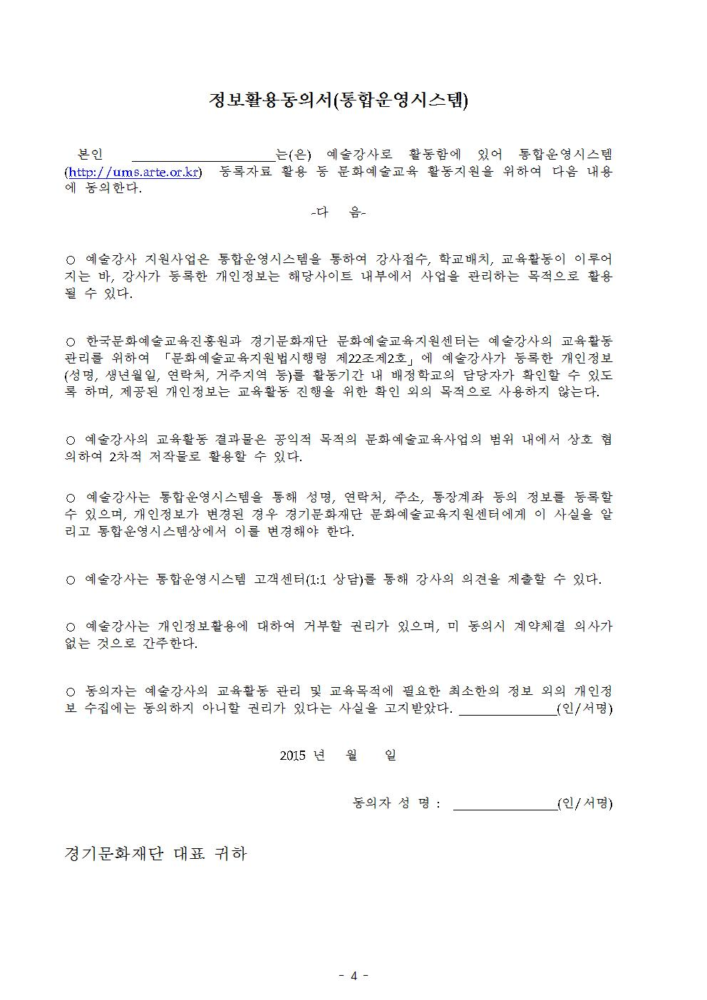 정보활용동의서(통합운영시스템)
본인 ____________________는(은) 예술강사로 활동함에 있어 통합운영시스템
(http://ums.arte.or.kr) 등록자료 활용 등 문화예술교육 활동지원을 위하여 다음 내용
에 동의한다.
-다 음-
○ 예술강사 지원사업은 통합운영시스템을 통하여 강사접수, 학교배치, 교육활동이 이루어
지는 바, 강사가 등록한 개인정보는 해당사이트 내부에서 사업을 관리하는 목적으로 활용
될 수 있다.
○ 한국문화예술교육진흥원과 경기문화재단 문화예술교육지원센터는 예술강사의 교육활동
관리를 위하여 「문화예술교육지원법시행령 제22조제2호」에 예술강사가 등록한 개인정보
(성명, 생년월일, 연락처, 거주지역 등)를 활동기간 내 배정학교의 담당자가 확인할 수 있도
록 하며, 제공된 개인정보는 교육활동 진행을 위한 확인 외의 목적으로 사용하지 않는다.
○ 예술강사의 교육활동 결과물은 공익적 목적의 문화예술교육사업의 범위 내에서 상호 협
의하여 2차적 저작물로 활용할 수 있다.
○ 예술강사는 통합운영시스템을 통해 성명, 연락처, 주소, 통장계좌 등의 정보를 등록할
수 있으며, 개인정보가 변경된 경우 경기문화재단 문화예술교육지원센터에게 이 사실을 알
리고 통합운영시스템상에서 이를 변경해야 한다.
○ 예술강사는 통합운영시스템 고객센터(1:1 상담)를 통해 강사의 의견을 제출할 수 있다.
○ 예술강사는 개인정보활용에 대하여 거부할 권리가 있으며, 미 동의시 계약체결 의사가
없는 것으로 간주한다.
○ 동의자는 예술강사의 교육활동 관리 및 교육목적에 필요한 최소한의 정보 외의 개인정
보 수집에는 동의하지 아니할 권리가 있다는 사실을 고지받았다. ______________(인/서명)
2015 년 월 일
동의자 성 명 : ______________(인/서명)
경기문화재단 대표 귀하
- 4 -